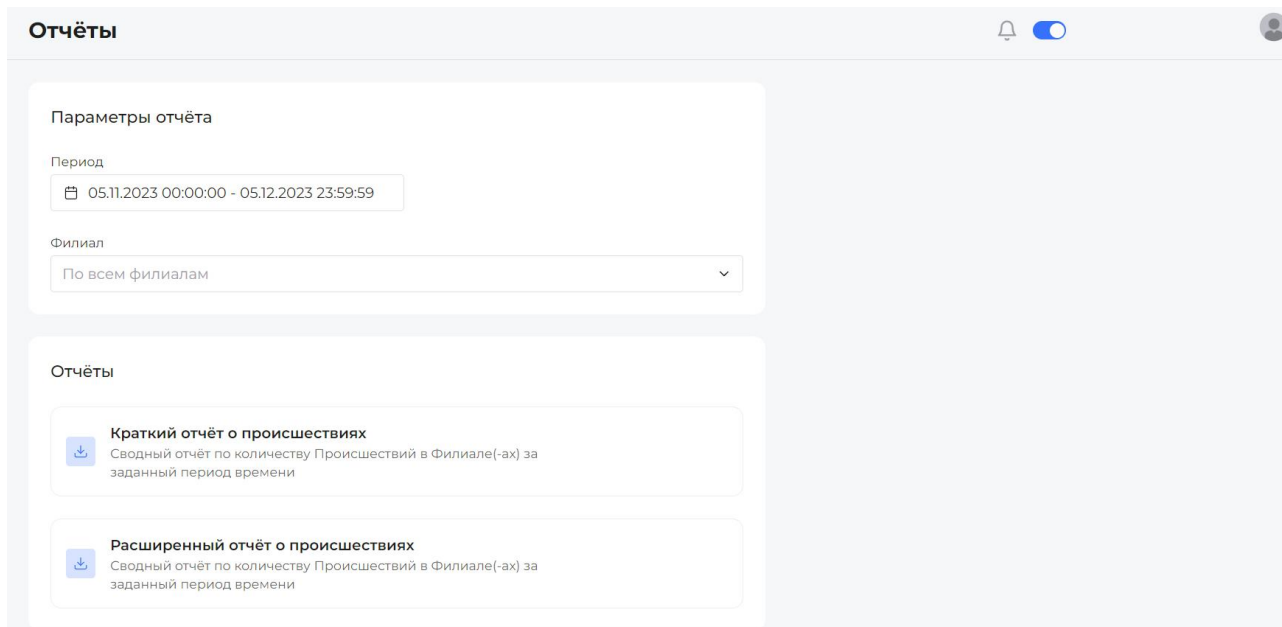 Отчёты
Параметры отчёта
Период
05.11.2023 00:00:00 - 05.12.2023 23:59:59
Филиал
По всем филиалам
Отчёты
Краткий отчёт о происшествиях
Сводный отчёт по количеству Происшествий в Филиале(-ах) за
заданный период времени
Расширенный отчёт о происшествиях
Сводный отчёт по количеству Происшествий в Филиале(-ах) за
заданный период времени